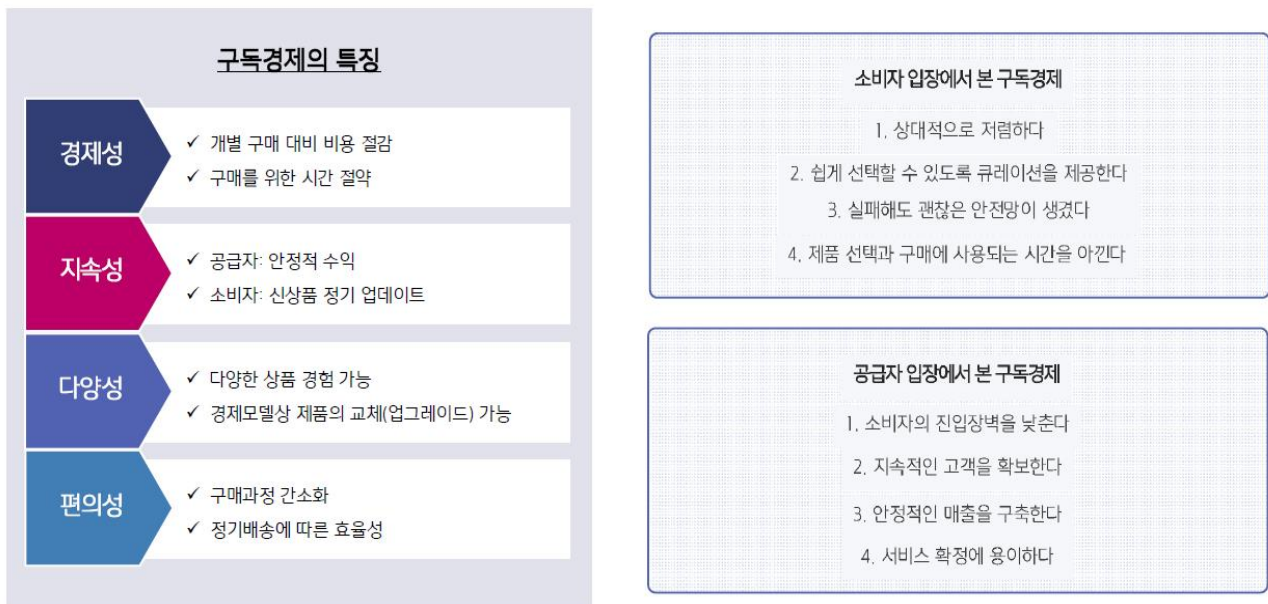 구독경제의 특징
경제성
✓ 개별 구매 대비 비용 절감
✓ 구매를 위한 시간 절약
지속성
✓ 공급자: 안정적 수익
✓ 소비자: 신상품 정기 업데이트
다양성
✓ 다양한 상품 경험 가능
✓ 경제모델상 제품의 교체(업그레이드) 가능
편의성
✓ 구매과정 간소화
✓ 정기배송에 따른 효율성
소비자 입장에서 본 구독경제
1. 상대적으로 저렴하다
2. 쉽게 선택할 수 있도록 큐레이션을 제공한다
3. 실패해도 괜찮은 안전망이 생겼다
4. 제품 선택과 구매에 사용되는 시간을 아낀다
공급자 입장에서 본 구독경제
1. 소비자의 진입장벽을 낮춘다
2. 지속적인 고객을 확보한다
3. 안정적인 매출을 구축한다
4. 서비스 확정에 용이하다